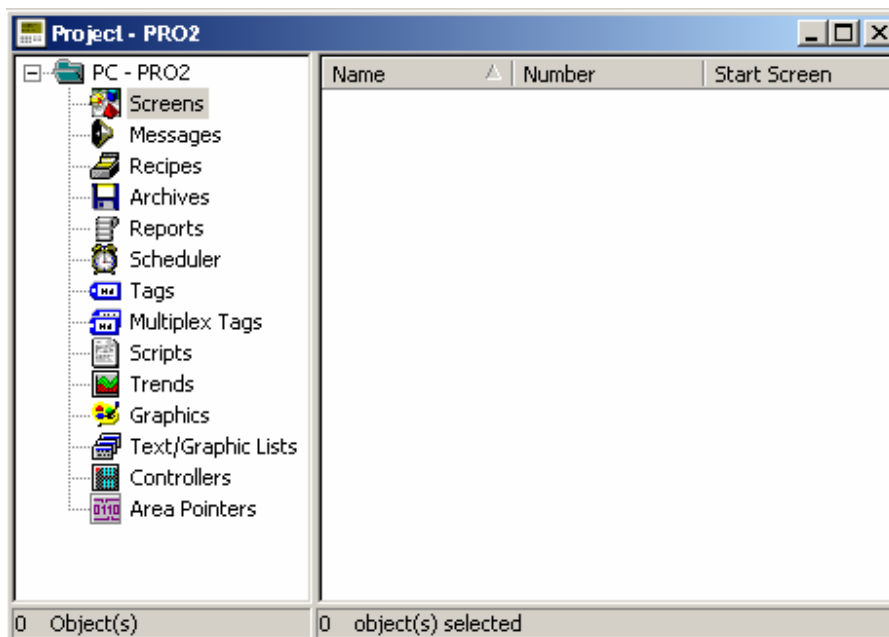 Project - PRO2
PC - PRO2
Screens
Messages
Recipes
Archives
Reports
Scheduler
Tags
Multiplex Tags
Scripts
Trends
Graphics
Text/Graphic Lists
Controllers
Area Pointers
Name Number Start Screen
0 Object(s)
0 object(s) selected